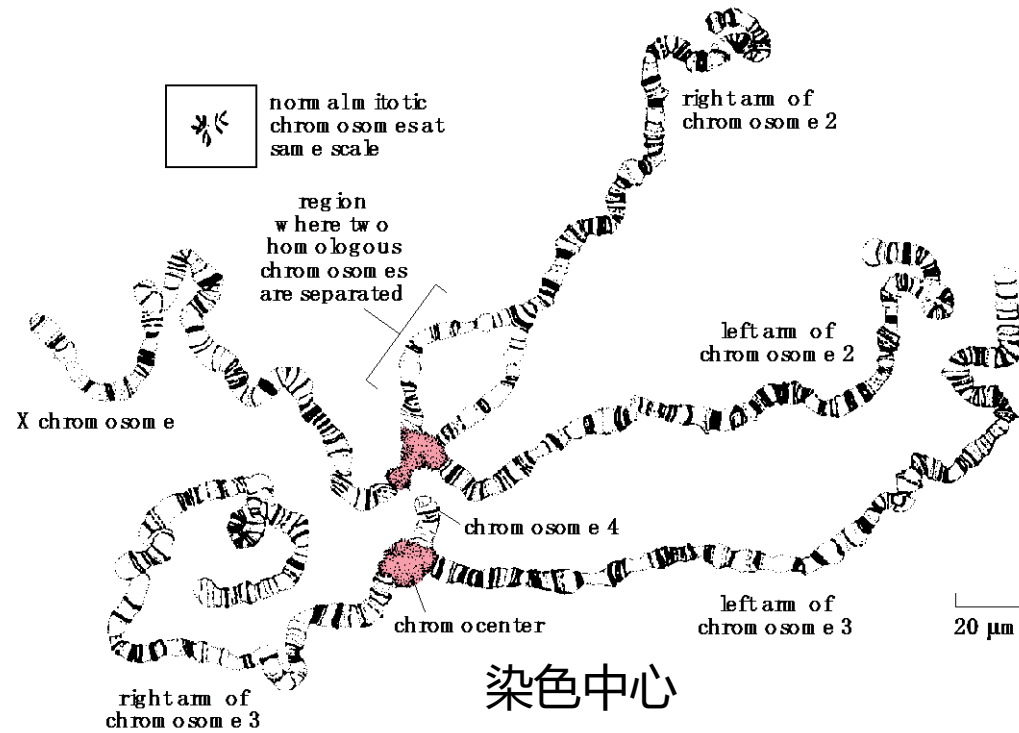 normal mitotic
chromosomes at
same scale
right arm of
chromosome 2
region
where two
homologous
chromosomes
are separated
left arm of
chromosome 2
X chromosome
chromosome 4
left arm of
chromosome 3
20 μm
chromocenter
染色中心
right arm of
chromosome 3